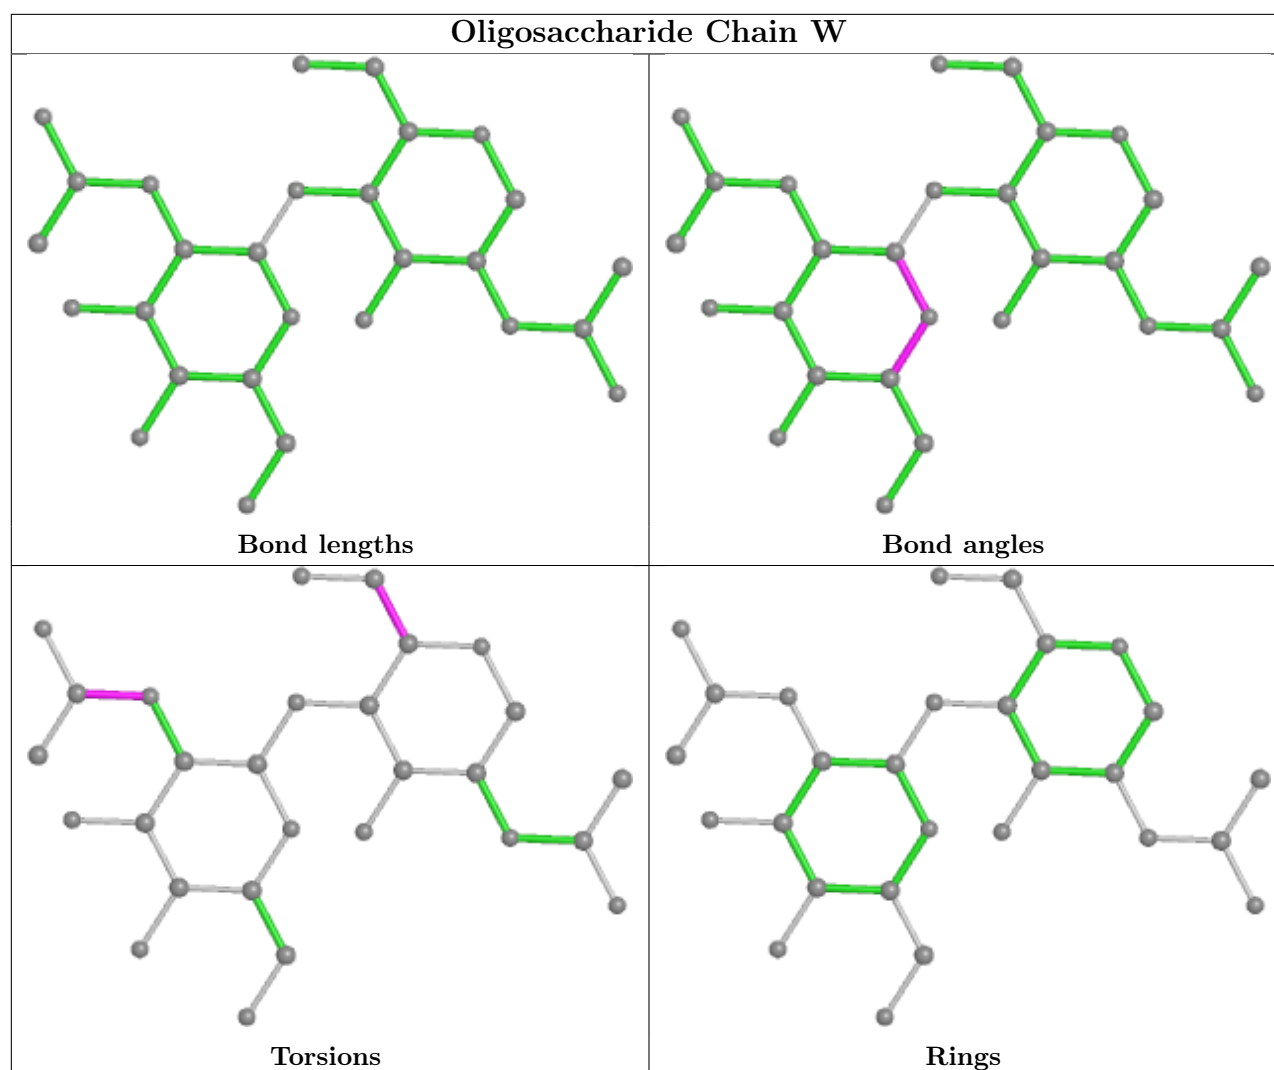 Oligosaccharide Chain W
Bond lengths
Bond angles
Torsions
Rings